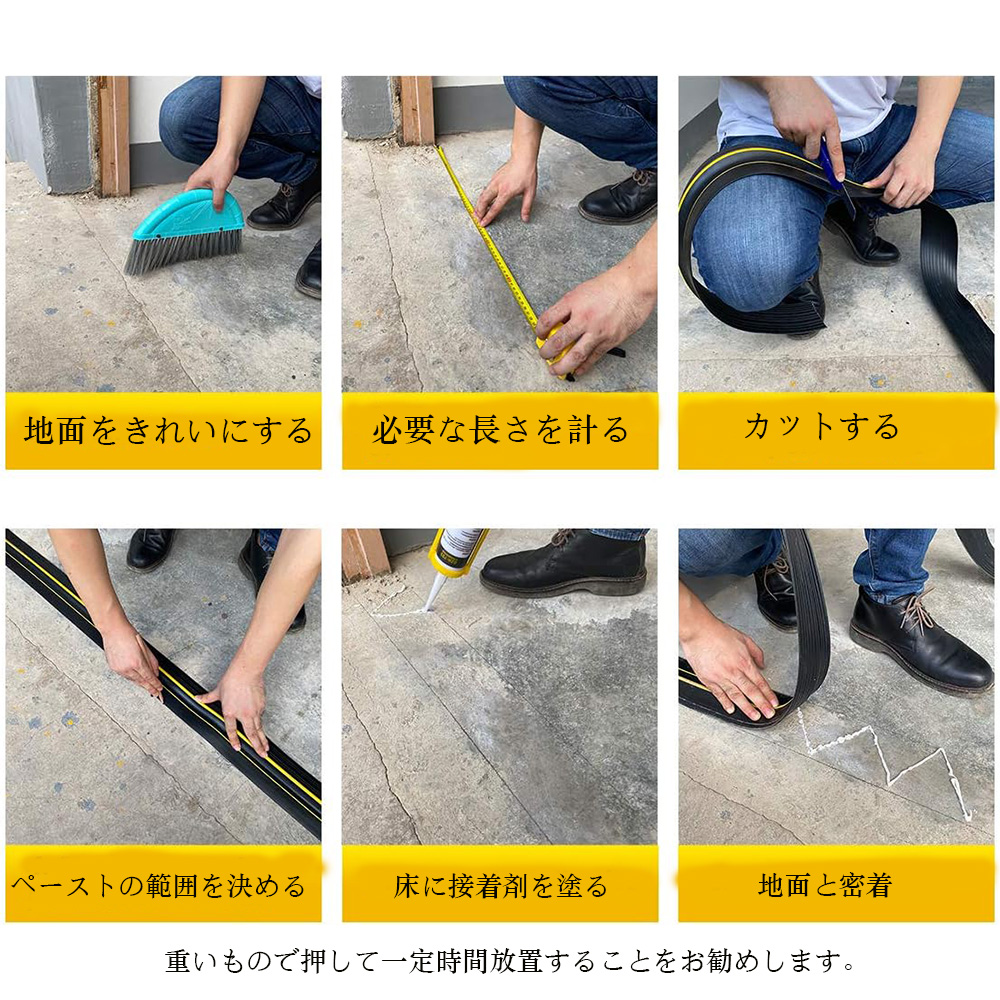 地面をきれいにする
必要な長さを計る
カットする
ペーストの範囲を決める
床に接着剤を塗る
地面と密着
重いもので押して一定時間放置することをお勧めします。